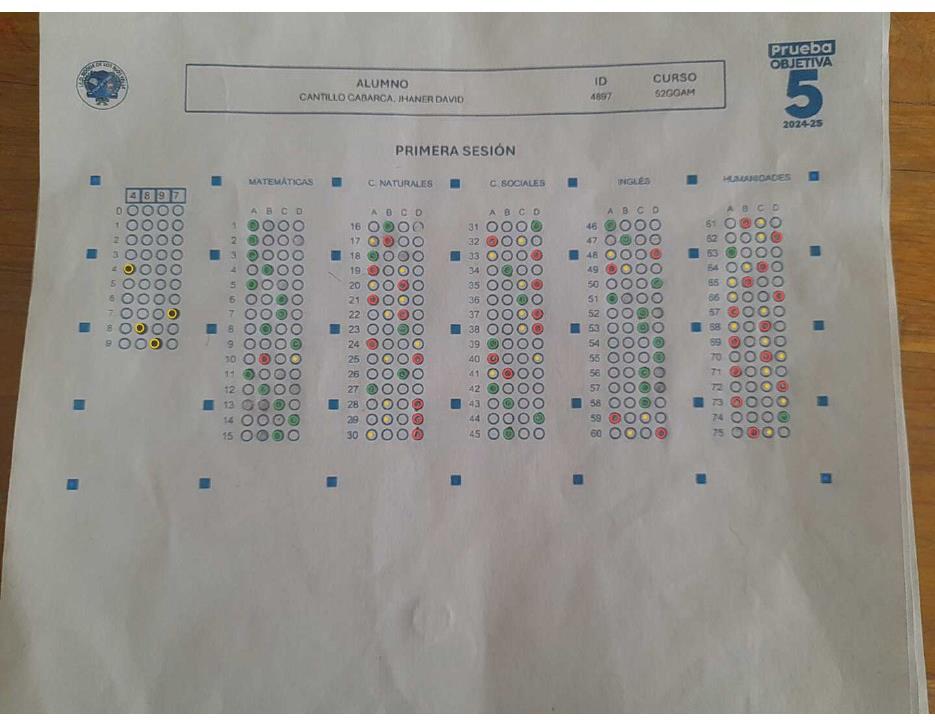 Prueba
OBJETIVA
5
2024-25
ALUMNO ID CURSO
CANTILLO CABARCA, JHANER DAVID 4897
PRIMERA SESIÓN
MATEMÁTICAS C. NATURALES C. SOCIALES INGLÉS HUMANIDADES
4 8 9 7
A B C D A B C D A B C D A B C D A B C D
0
1 1 16 31 46 61
2 2 17 32 47 62
3 3 18 33 48 63
4 4 19 34 49 64
5 5 20 35 50 65
6 6 21 36 51 66
7 7 22 37 52 67
8 8 23 38 53 68
9 9 24 39 54 69
10 25 40 55 70
11 26 41 56 71
12 27 42 57 72
13 28 43 58 73
14 29 44 59 74
15 30 45 60 75